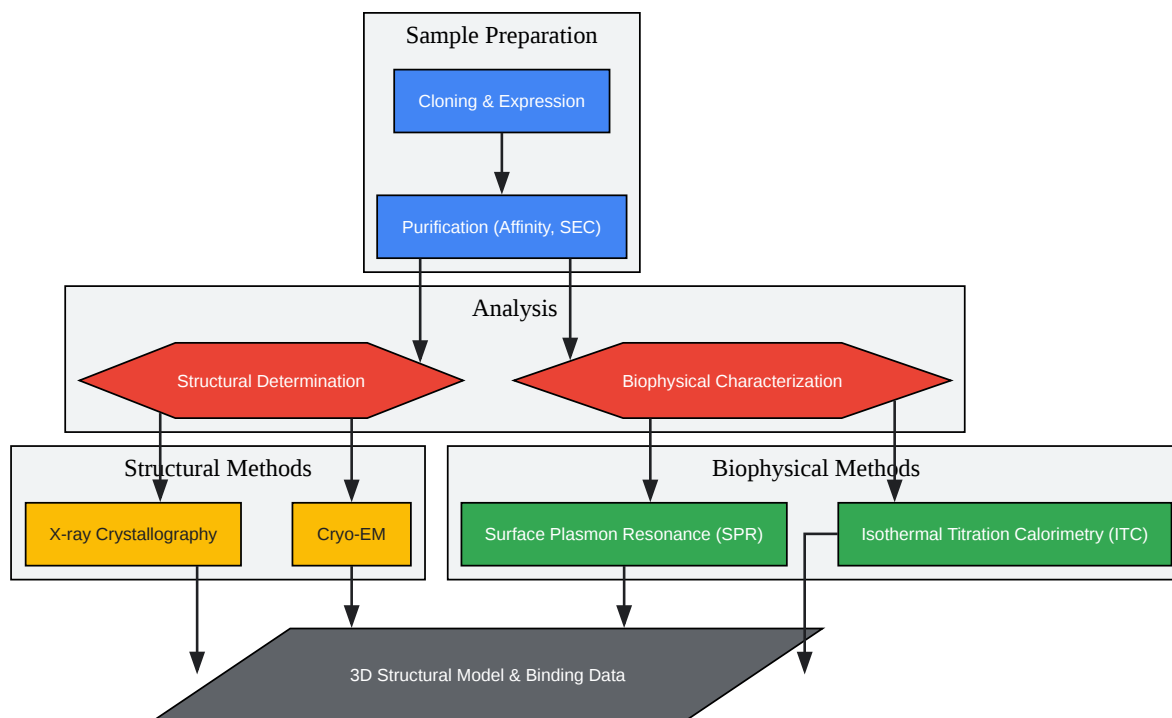 Sample Preparation
Cloning & Expression
Purification (Affinity, SEC)
Analysis
Structural Determination
Biophysical Characterization
Structural Methods
Biophysical Methods
X-ray Crystallography
Cryo-EM
Surface Plasmon Resonance (SPR)
Isothermal Titration Calorimetry (ITC)
3D Structural Model & Binding Data